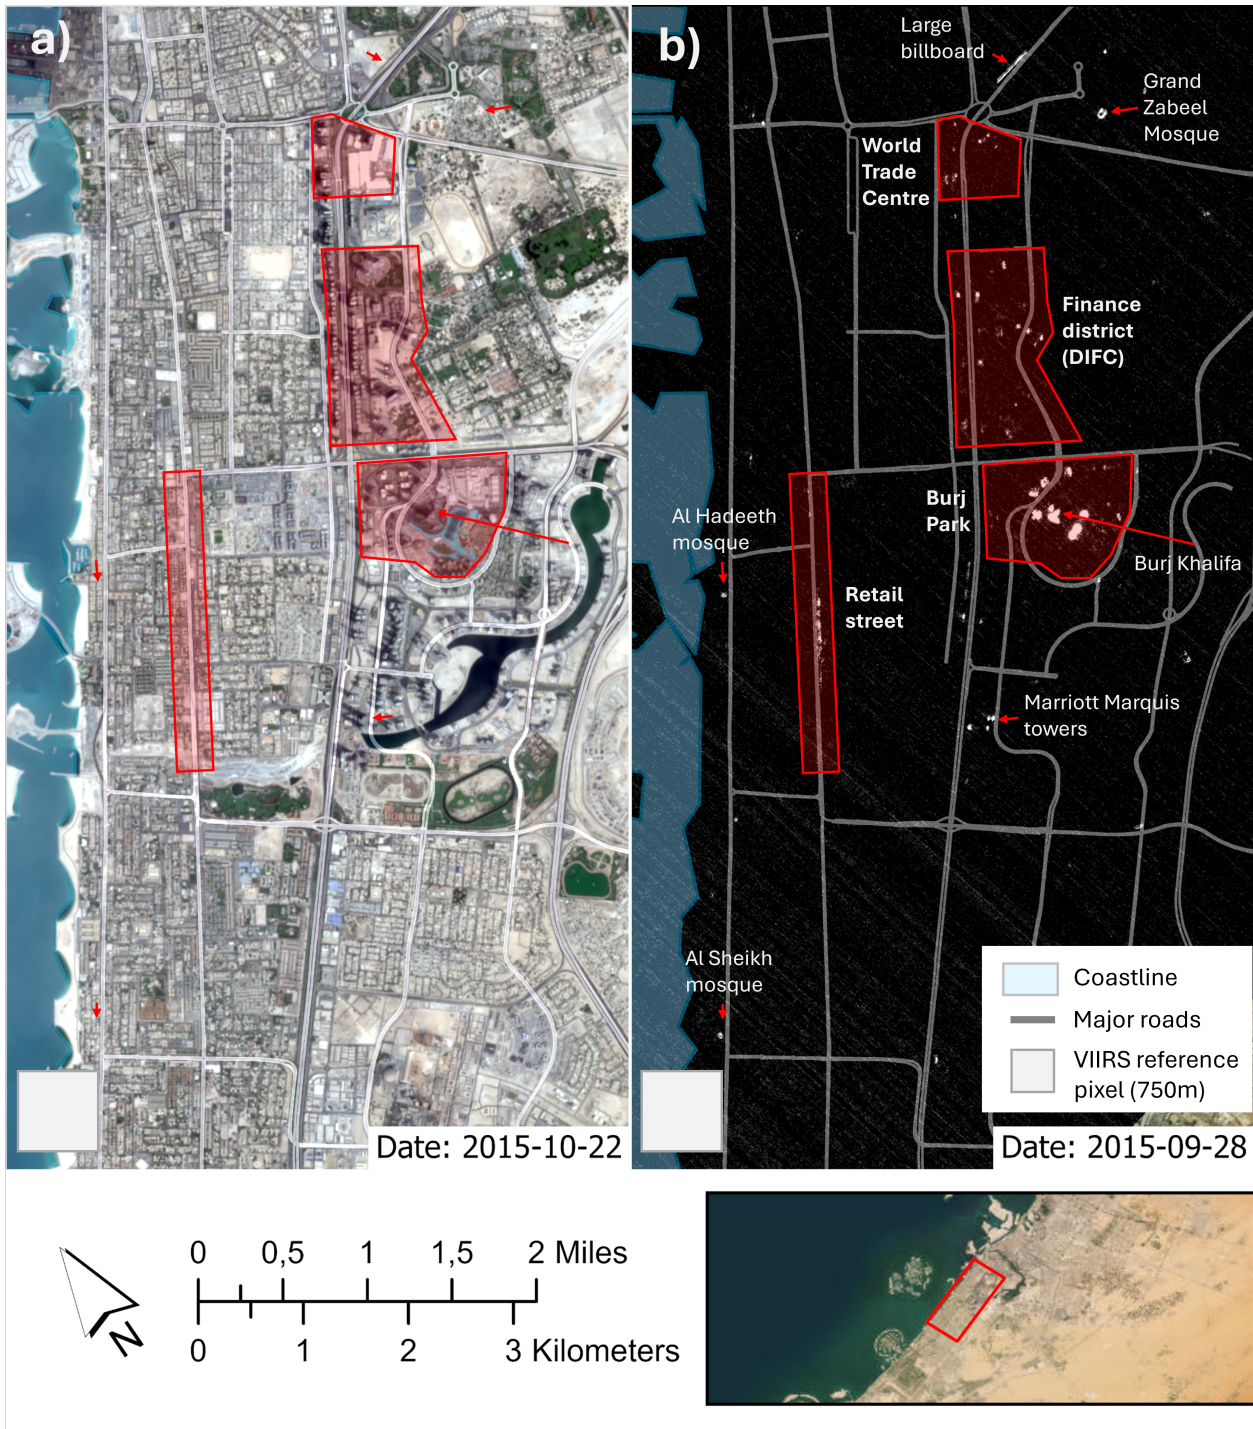 a)
b)
Large
billboard
Grand
Zabeel
Mosque
World
Trade
Centre
Finance
district
(DIFC)
Burj
Park
Al Hadeeth
mosque
Burj Khalifa
Retail
street
Marriott Marquis
towers
Al Sheikh
mosque
Coastline
Major roads
VIIRS reference
pixel (750m)
Date: 2015-10-22
Date: 2015-09-28
N
0 0,5 1 1,5 2 Miles
0 1 2 3 Kilometers